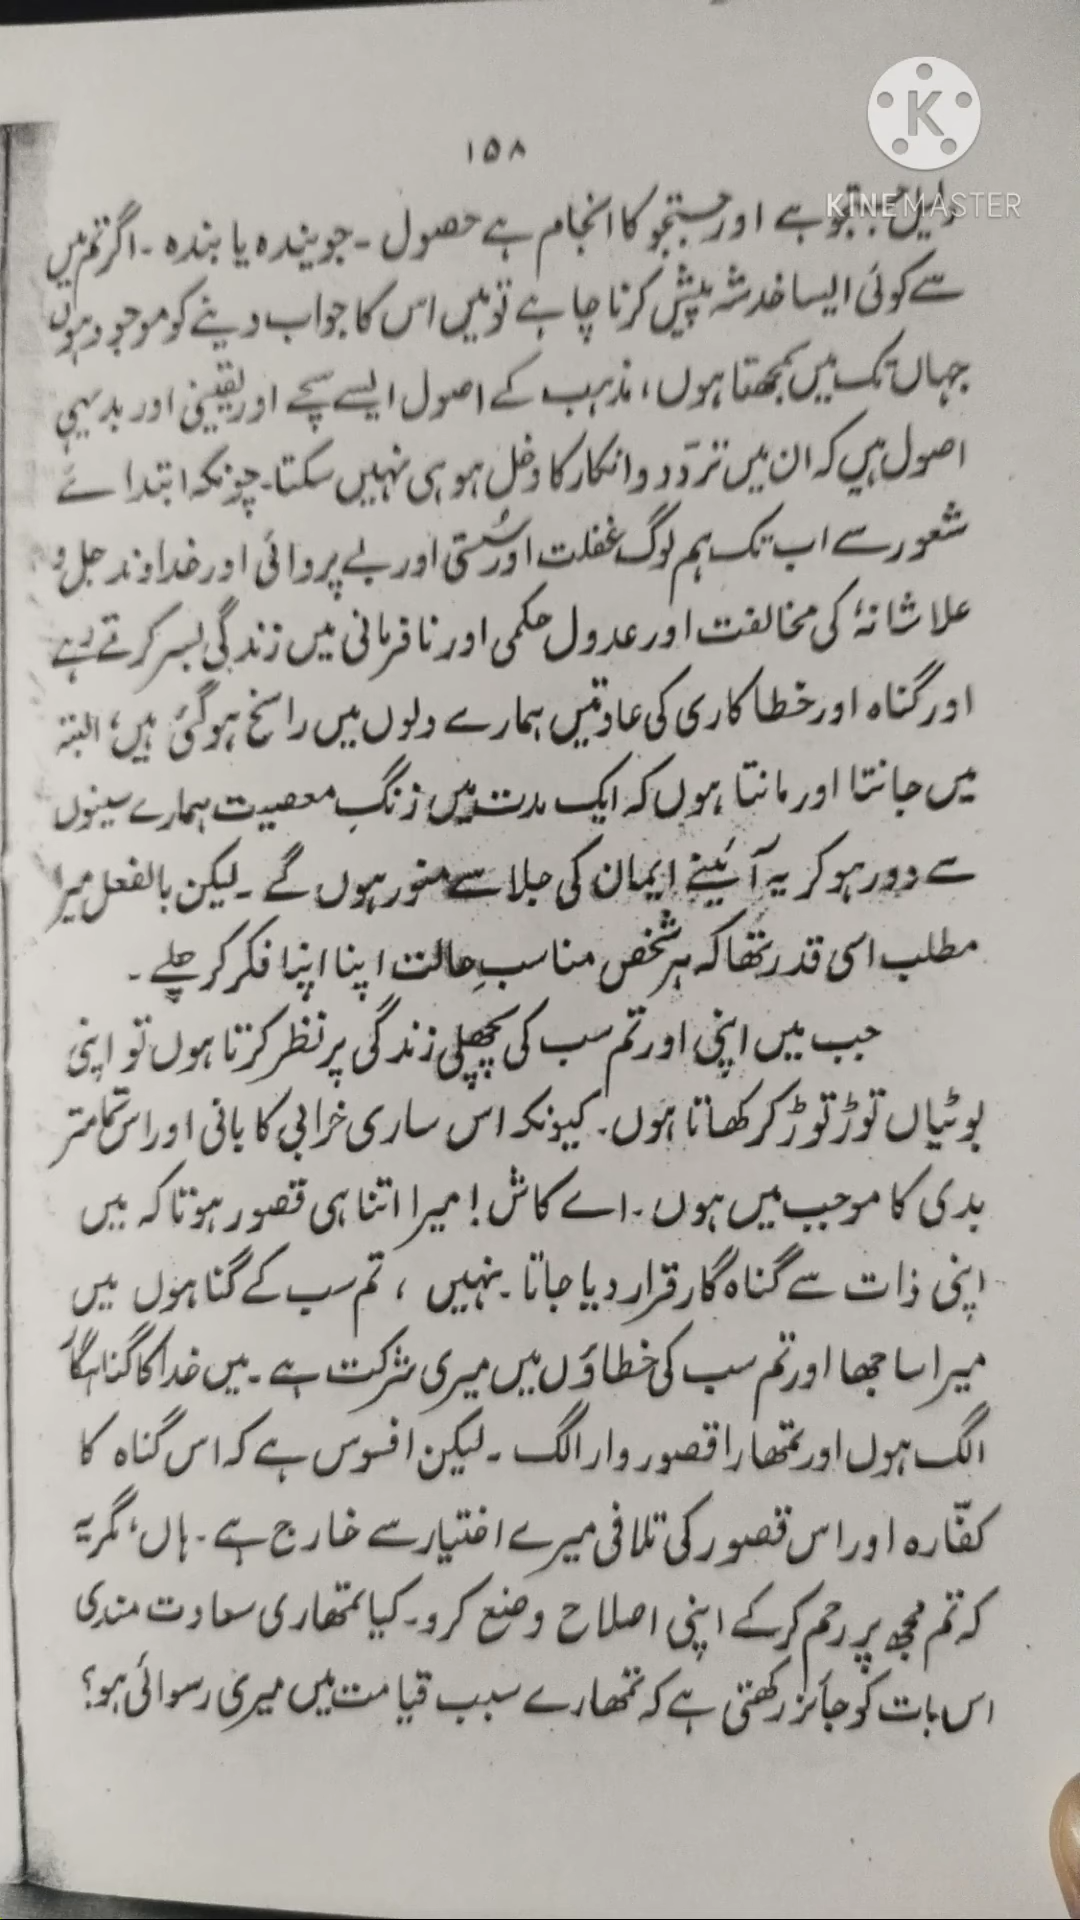 K
KINEMASTER
۱۵۸
دلیل جستجو ہے اور جستجو کا انجام ہے حصول ۔ جویندہ یا بندہ ۔ اگر تم میں
سے کوئی ایسا خدشہ پیش کرنا چاہے تو میں اس کا جواب دینے کو موجود ہوں
جہاں تک میں سمجھتا ہوں، مذہب کے اصول ایسے سچے اور یقینی اور بدیہی
اصول ہیں کہ ان میں تردّد و انکار کا دخل ہو ہی نہیں سکتا۔ چونکہ ابتدائے
شعور سے اب تک ہم لوگ غفلت اور سُستی اور بے پروائی اور خداوند جل و
علا شانہٗ کی مخالفت اور عدول حکمی اور نافرمانی میں زندگی بسر کرتے رہے
اور گناہ اور خطا کاری کی عادتیں ہمارے دلوں میں راسخ ہو گئی ہیں، البتہ
میں جانتا اور مانتا ہوں کہ ایک مدت میں زنگِ معصیت ہمارے سینوں
سے دور ہو کر یہ آئینے ایمان کی جلا سے منور ہوں گے ۔ لیکن بالفعل میرا
مطلب اسی قدر تھا کہ ہر شخص مناسبِ حالت اپنا اپنا فکر کر چلے ۔
جب میں اپنی اور تم سب کی پچھلی زندگی پر نظر کرتا ہوں تو اپنی
بوٹیاں توڑ توڑ کر کھاتا ہوں۔ کیونکہ اس ساری خرابی کا بانی اور اس تمامتر
بدی کا موجب میں ہوں ۔ اے کاش! میرا اتنا ہی قصور ہوتا کہ میں
اپنی ذات سے گناہ گار قرار دیا جاتا ۔ نہیں ، تم سب کے گناہوں میں
میرا ساجھا اور تم سب کی خطاؤں میں میری شرکت ہے ۔ میں خدا کا گناہگار
الگ ہوں اور تمھارا قصور وار الگ ۔ لیکن افسوس ہے کہ اس گناہ کا
کفّارہ اور اس قصور کی تلافی میرے اختیار سے خارج ہے ۔ ہاں، مگر یہ
کہ تم مجھ پر رحم کر کے اپنی اصلاح وضع کرو۔ کیا تمھاری سعادت مندی
اس بات کو جائز رکھتی ہے کہ تمھارے سبب قیامت میں میری رسوائی ہو؟